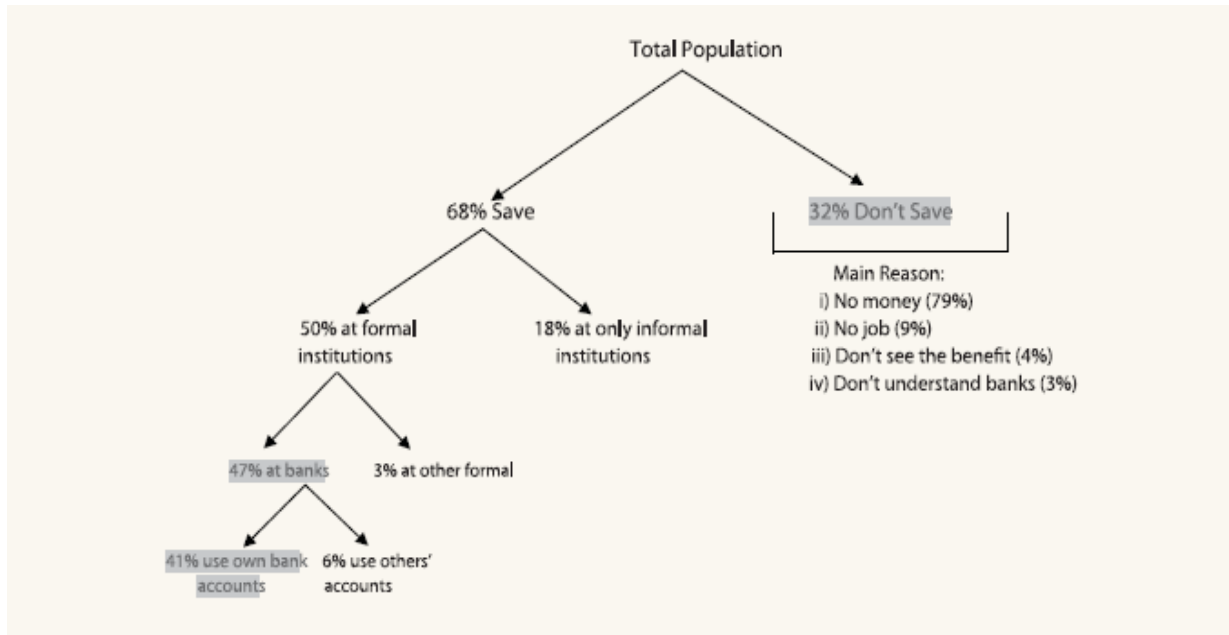 Total Population
68% Save
32% Don't Save
Main Reason:
i) No money (79%)
ii) No job (9%)
iii) Don't see the benefit (4%)
iv) Don't understand banks (3%)
50% at formal
institutions
18% at only informal
institutions
47% at banks
3% at other formal
41% use own bank
accounts
6% use others'
accounts